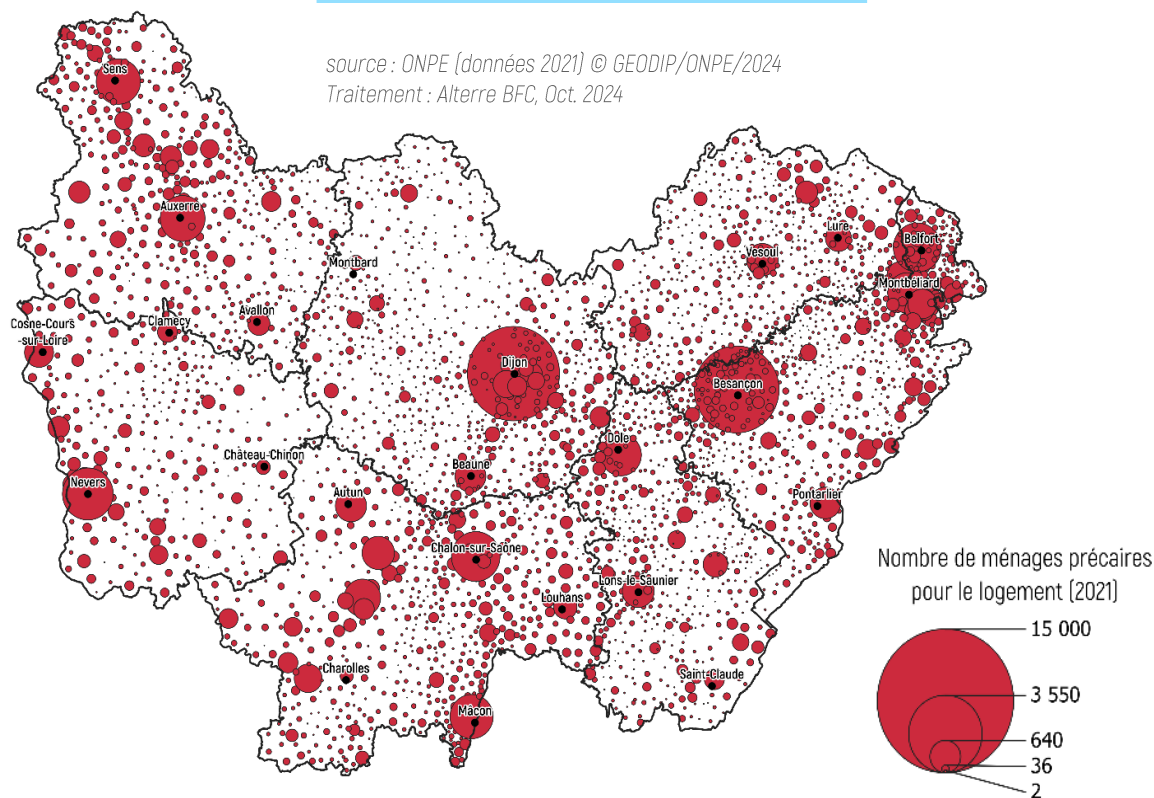 source : ONPE (données 2021) © GEODIP/ONPE/2024
Traitement : Alterre BFC, Oct. 2024
Sens
Auxerre
Montbard
Avallon
Clamecy
Cosne-Cours
-sur-Loire
Vesoul
Lure
Belfort
Montbéliard
Dijon
Besançon
Dole
Beaune
Château-Chinon
Nevers
Autun
Pontarlier
Chalon-sur-Saône
Lons-le-Saunier
Louhans
Charolles
Saint-Claude
Mâcon
Nombre de ménages précaires
pour le logement (2021)
15 000
3 550
640
36
2